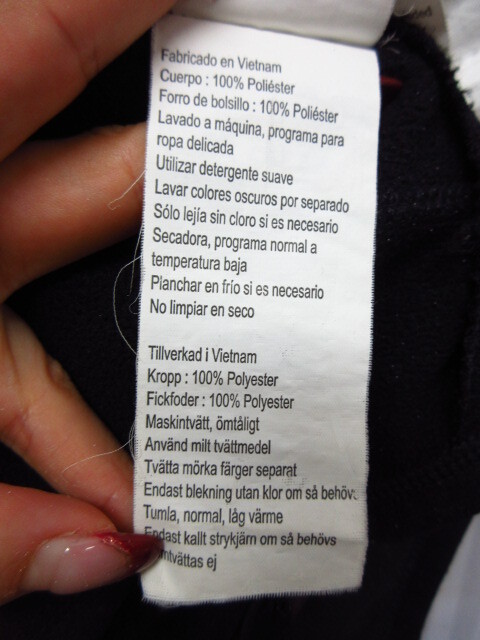 Fabricado en Vietnam
Cuerpo : 100% Poliéster
Forro de bolsillo : 100% Poliéster
Lavado a máquina, programa para
ropa delicada
Utilizar detergente suave
Lavar colores oscuros por separado
Sólo lejía sin cloro si es necesario
Secadora, programa normal a
temperatura baja
Planchar en frío si es necesario
No limpiar en seco
Tillverkad i Vietnam
Kropp : 100% Polyester
Fickfoder : 100% Polyester
Maskintvätt, ömtåligt
Använd milt tvättmedel
Tvätta mörka färger separat
Endast blekning utan klor om så behövs
Tumla, normal, låg värme
Endast kallt strykjärn om så behövs
mtvättas ej